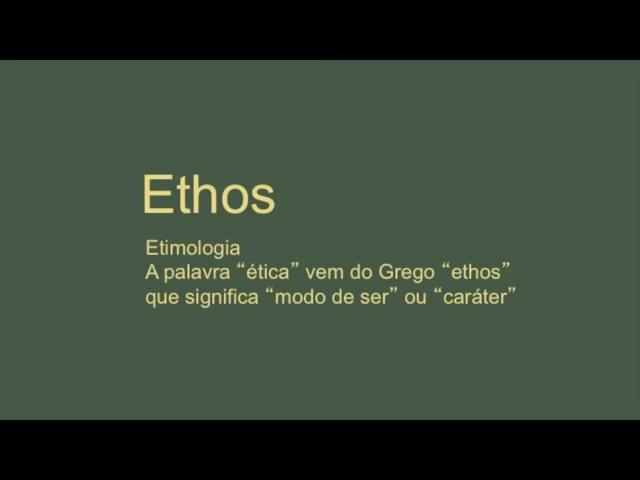 Ethos
Etimologia
A palavra “ética” vem do Grego “ethos”
que significa “modo de ser” ou “caráter”